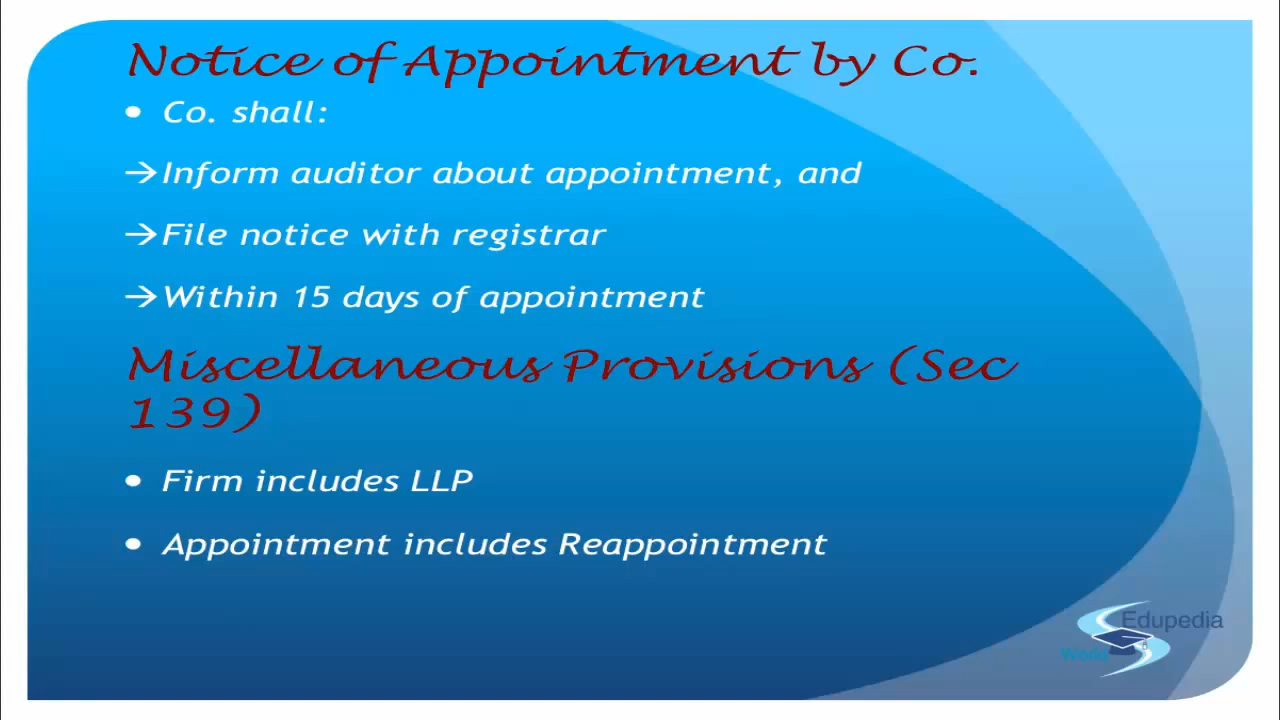 Notice of Appointment by Co.
• Co. shall:
→Inform auditor about appointment, and
→File notice with registrar
→Within 15 days of appointment
Miscellaneous Provisions (Sec
139)
• Firm includes LLP
• Appointment includes Reappointment
Edupedia
World